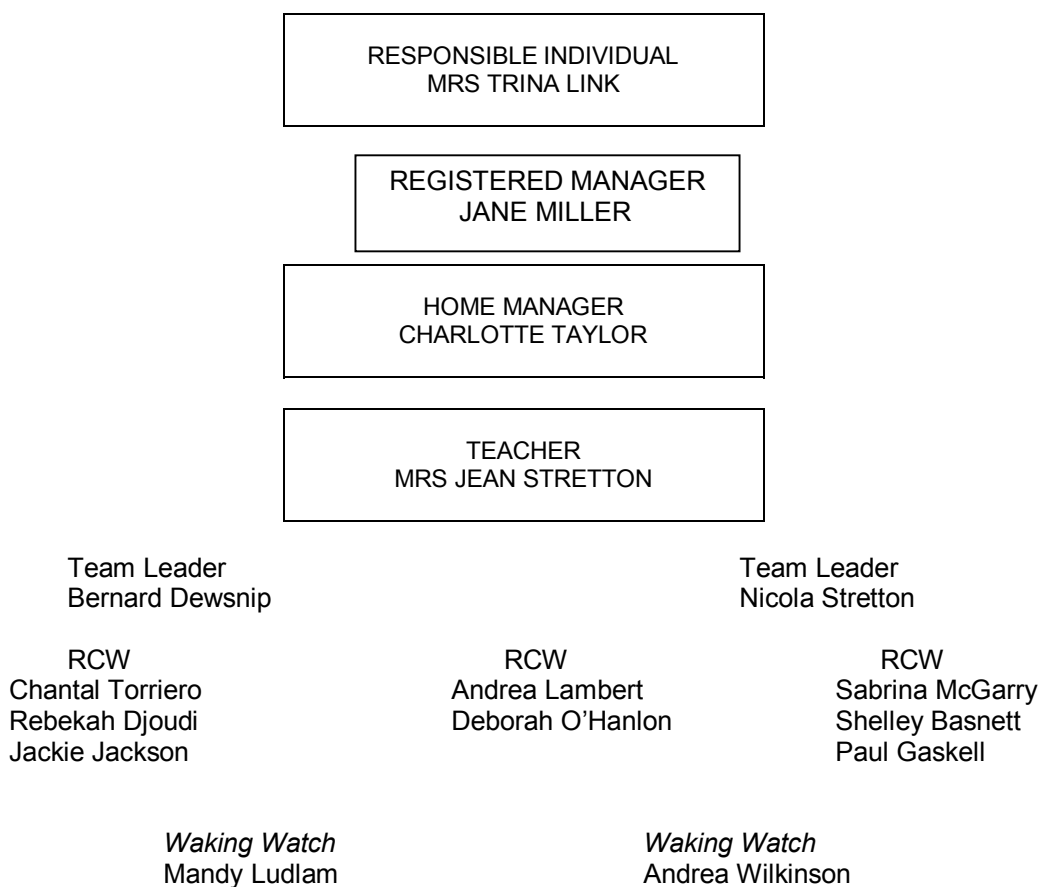 RESPONSIBLE INDIVIDUAL
MRS TRINA LINK
REGISTERED MANAGER
JANE MILLER
HOME MANAGER
CHARLOTTE TAYLOR
TEACHER
MRS JEAN STRETTON
Team Leader
Bernard Dewsnip
Team Leader
Nicola Stretton
RCW
Chantal Torriero
Rebekah Djoudi
Jackie Jackson
RCW
Andrea Lambert
Deborah O’Hanlon
RCW
Sabrina McGarry
Shelley Basnett
Paul Gaskell
Waking Watch
Mandy Ludlam
Waking Watch
Andrea Wilkinson